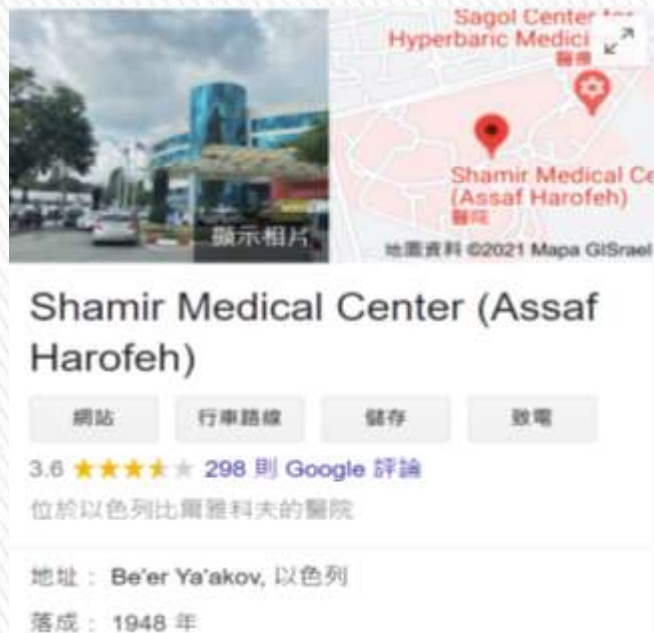 Sagol Center for
Hyperbaric Medici
醫療
Shamir Medical Ce
(Assaf Harofeh)
醫院
顯示相片
地圖資料 ©2021 Mapa GISrael
Shamir Medical Center (Assaf
Harofeh)
網站 行車路線 儲存 致電
3.6 298 則 Google 評論
位於以色列比爾雅科夫的醫院
地址： Be'er Ya'akov, 以色列
落成： 1948 年